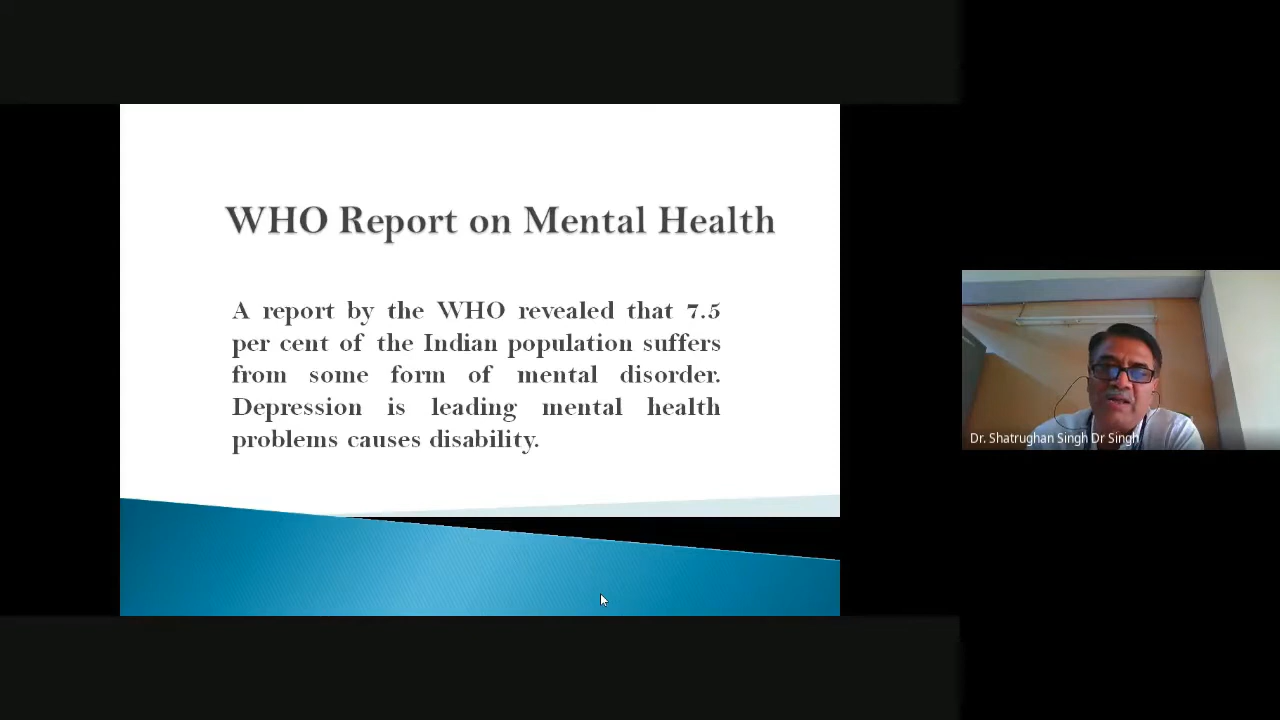 WHO Report on Mental Health
A report by the WHO revealed that 7.5
per cent of the Indian population suffers
from some form of mental disorder.
Depression is leading mental health
problems causes disability.
Dr. Shatrughan Singh Dr Singh